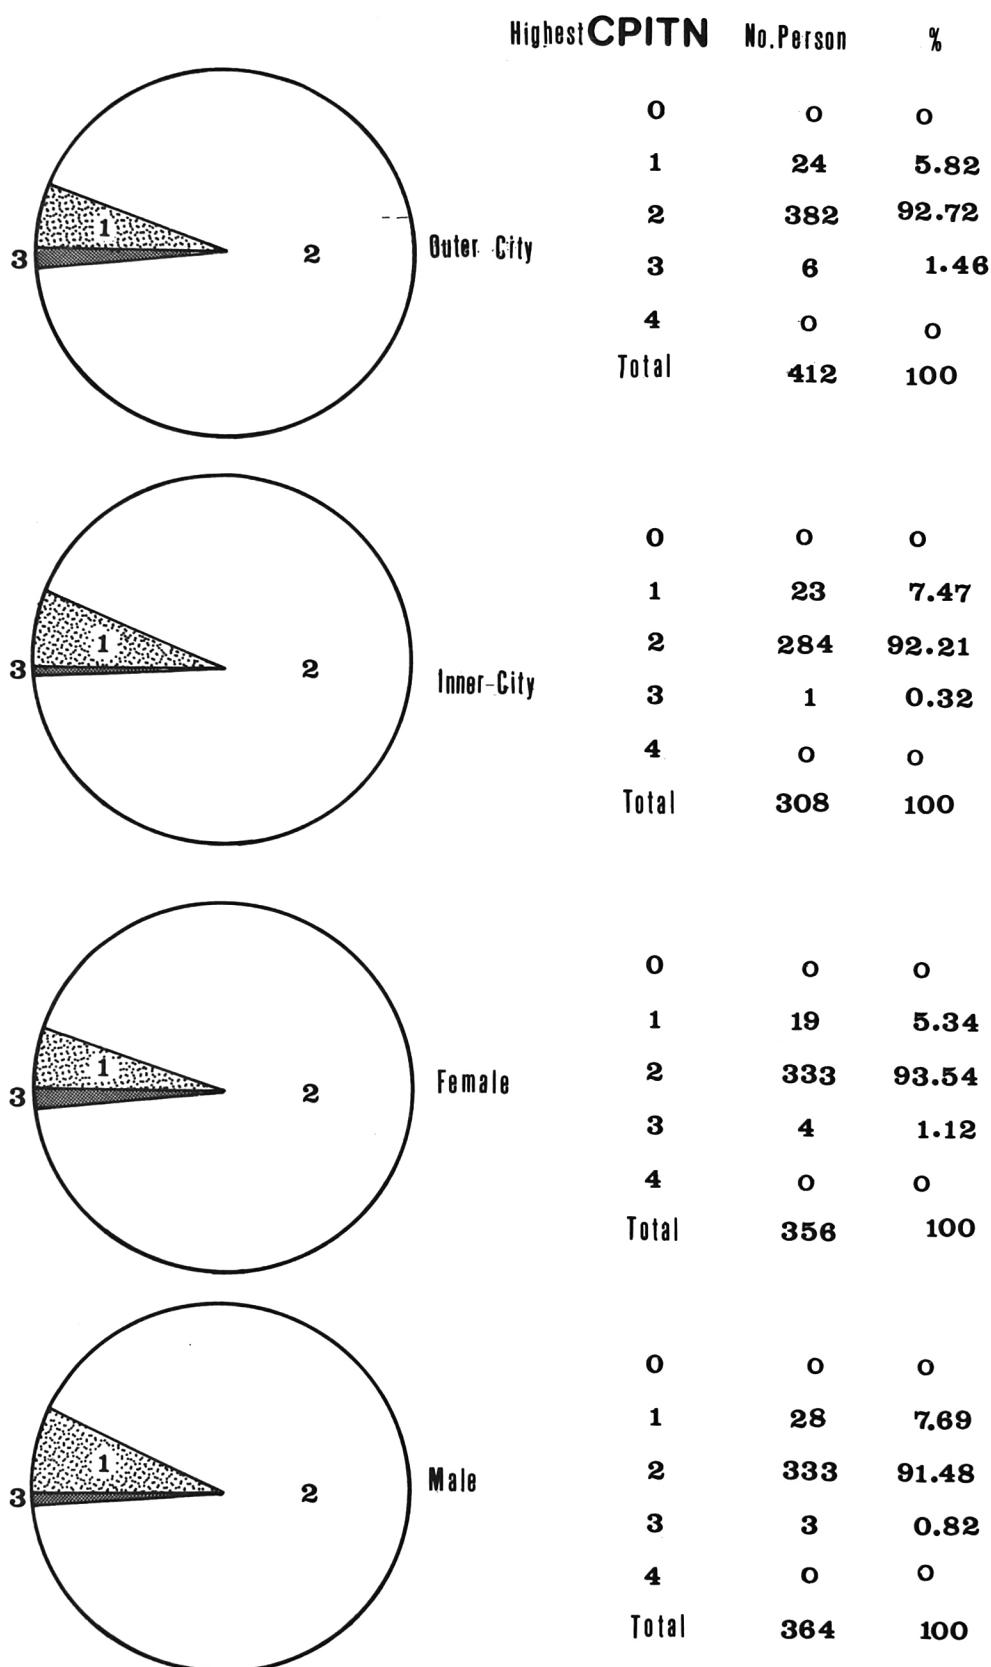 Highest CPITN No.Person %
0 0 0
1 24 5.82
1 2 382 92.72
3 2 Outer City 3 6 1.46
4 0 0
Total 412 100
0 0 0
1 23 7.47
1 2 284 92.21
3 2 Inner-City 3 1 0.32
4 0 0
Total 308 100
0 0 0
1 19 5.34
1 Female 2 333 93.54
3 2 3 4 1.12
4 0 0
Total 356 100
0 0 0
1 28 7.69
1 Male 2 333 91.48
3 2 3 3 0.82
4 0 0
Total 364 100